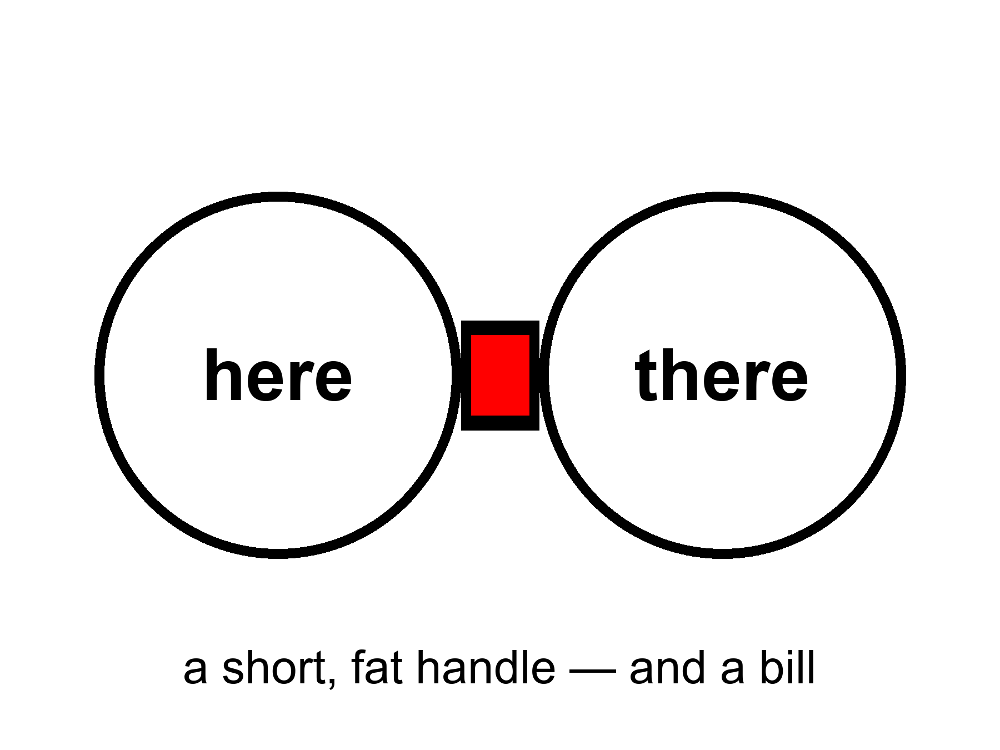 here there
a short, fat handle — and a bill